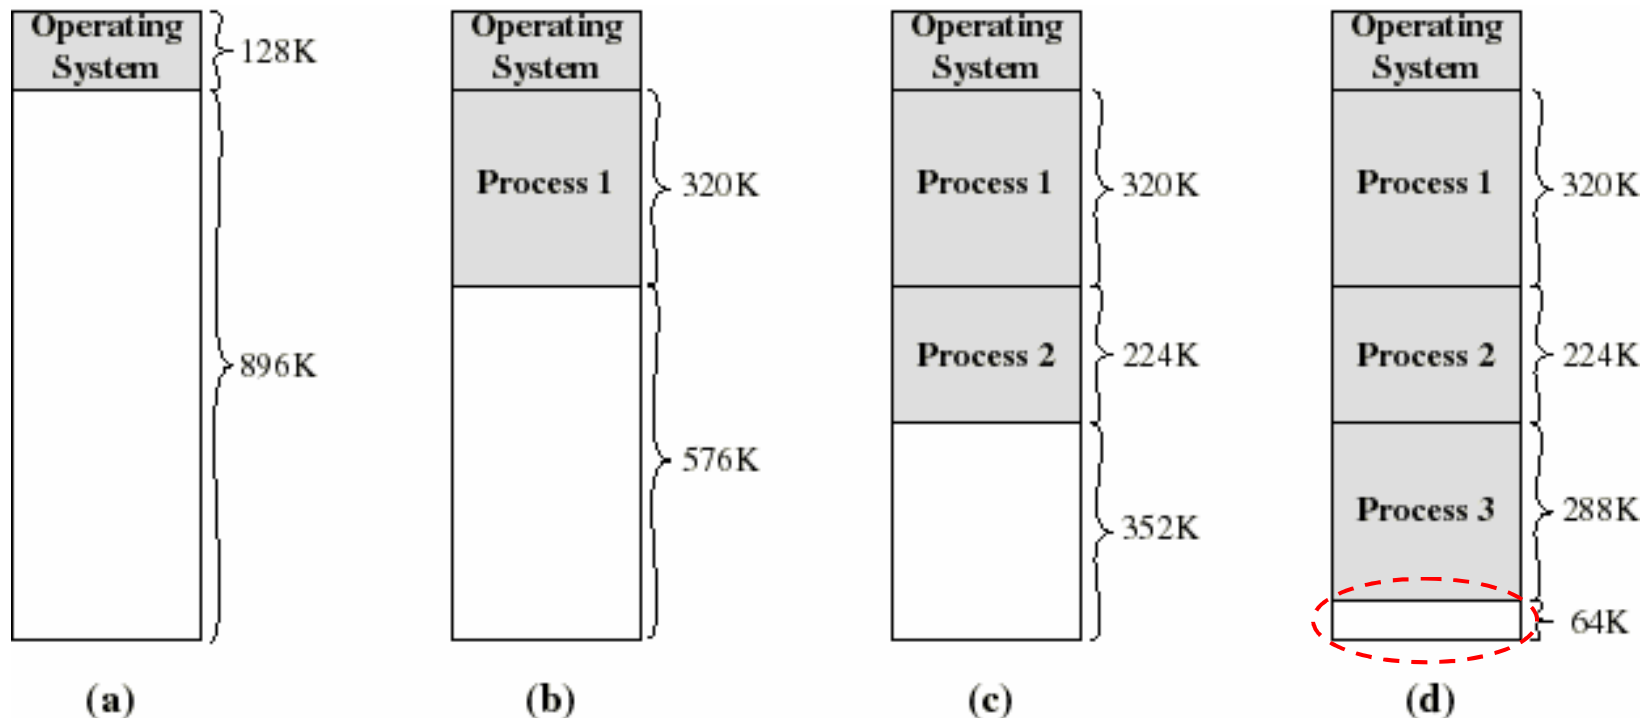 Operating
System
128K
896K
(a)
Operating
System
Process 1
320K
576K
(b)
Operating
System
Process 1
320K
Process 2
224K
352K
(c)
Operating
System
Process 1
320K
Process 2
224K
Process 3
288K
64K
(d)